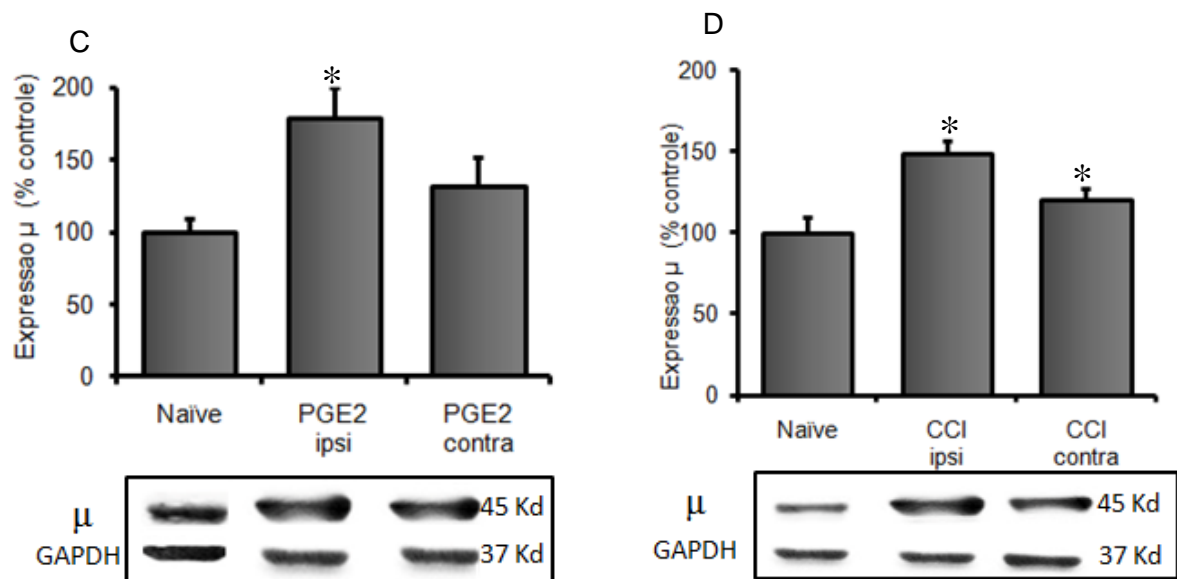 C
Expressao µ (% controle)
200
150
100
50
0
*
Naïve
PGE2
ipsi
PGE2
contra
µ
45 Kd
GAPDH
37 Kd
D
Expressao µ (% controle)
200
150
100
50
0
*
*
Naïve
CCI
ipsi
CCI
contra
µ
45 Kd
GAPDH
37 Kd